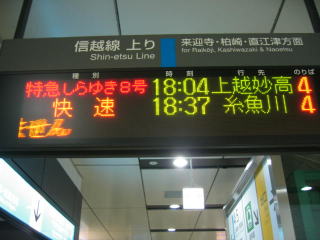 信越線 上り 来迎寺・柏崎・直江津方面
Shin-etsu Line for Raikōji, Kashiwazaki & Naoetsu
種別 時刻 行先 のりば
特急しらゆき8号 18:04 上越妙高 4
快速 18:37 糸魚川 4